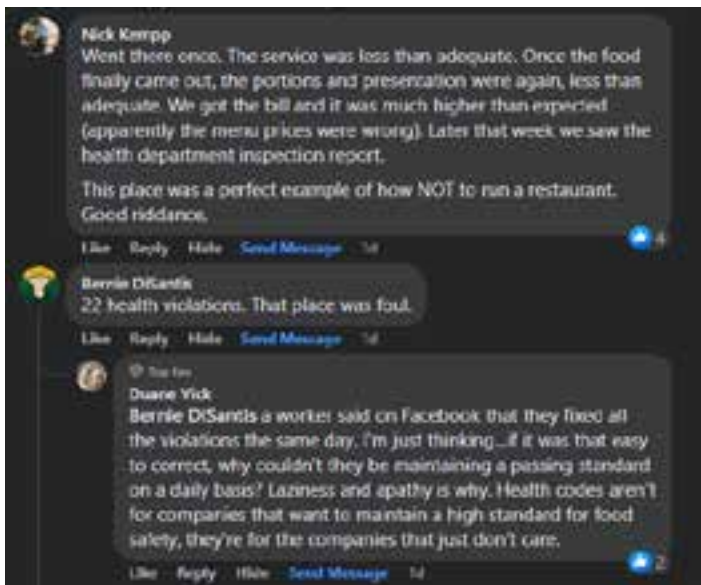 Nick Kempp
Went there once. The service was less than adequate. Once the food
finally came out, the portions and presentation were again, less than
adequate. We got the bill and it was much higher than expected
(apparently the menu prices were wrong). Later that week we saw the
health department inspection report.
This place was a perfect example of how NOT to run a restaurant.
Good riddance.
4
Like Reply Hide Send Message 1d
Bernie DiSantis
22 health violations. That place was foul.
Like Reply Hide Send Message 1d
Top fan
Duane Yick
Bernie DiSantis a worker said on Facebook that they fixed all
the violations the same day. I'm just thinking...if it was that easy
to correct, why couldn't they be maintaining a passing standard
on a daily basis? Laziness and apathy is why. Health codes aren't
for companies that want to maintain a high standard for food
safety, they're for the companies that just don't care.
2
Like Reply Hide Send Message 1d